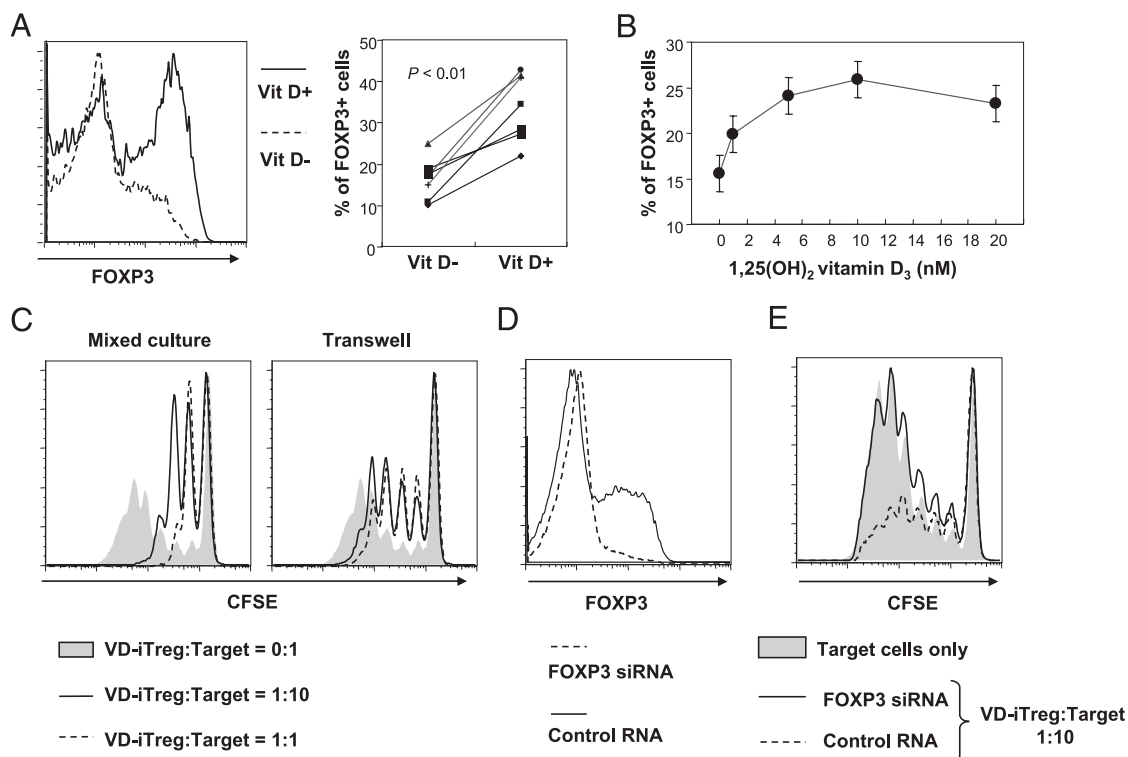 A
Vit D+
Vit D-
FOXP3
% of FOXP3+ cells
50
40
30
20
10
0
P < 0.01
Vit D-
Vit D+
B
% of FOXP3+ cells
30
25
20
15
10
0 2 4 6 8 10 12 14 16 18 20
1,25(OH)₂ vitamin D₃ (nM)
C
Mixed culture
Transwell
CFSE
VD-iTreg:Target = 0:1
VD-iTreg:Target = 1:10
VD-iTreg:Target = 1:1
D
FOXP3
FOXP3 siRNA
Control RNA
E
CFSE
Target cells only
FOXP3 siRNA
Control RNA
VD-iTreg:Target
1:10